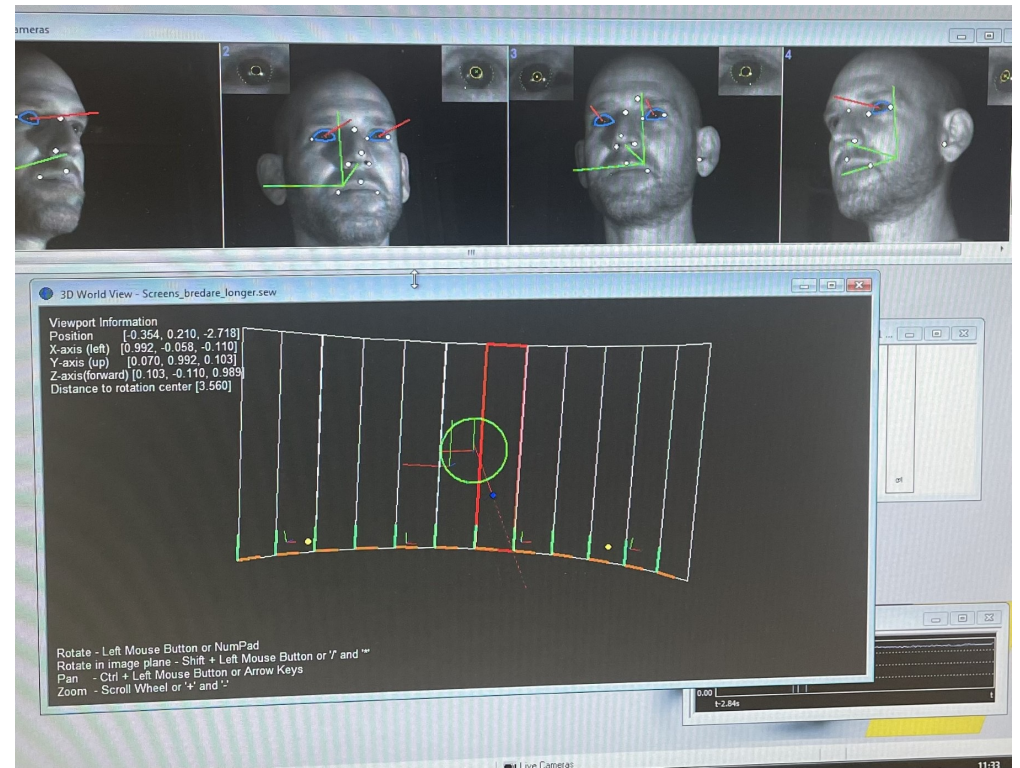 ameras
2
3
4
3D World View - Screens_bredare_longer.sew
Viewport Information
Position [-0.354, 0.210, -2.718]
X-axis (left) [0.992, -0.058, -0.110]
Y-axis (up) [0.070, 0.992, 0.103]
Z-axis(forward) [0.103, -0.110, 0.989]
Distance to rotation center [3.560]
Rotate - Left Mouse Button or NumPad
Rotate in image plane - Shift + Left Mouse Button or '/' and '*'
Pan - Ctrl + Left Mouse Button or Arrow Keys
Zoom - Scroll Wheel or '+' and '-'
0.00
t-2.84s
t
Live Cameras
11:33